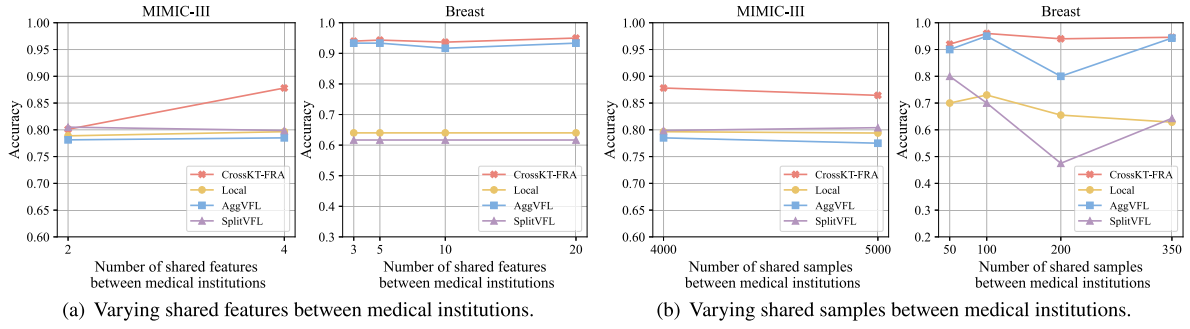 MIMIC-III
1.00
0.95
0.90
0.85
0.80
0.75
0.70
0.65
0.60
Accuracy
CrossKT-FRA
Local
AggVFL
SplitVFL
2
4
Number of shared features
between medical institutions
Breast
1.0
0.9
0.8
0.7
0.6
0.5
0.4
0.3
Accuracy
CrossKT-FRA
Local
AggVFL
SplitVFL
3
5
10
20
Number of shared features
between medical institutions
(a) Varying shared features between medical institutions.
MIMIC-III
1.00
0.95
0.90
0.85
0.80
0.75
0.70
0.65
0.60
Accuracy
CrossKT-FRA
Local
AggVFL
SplitVFL
4000
5000
Number of shared samples
between medical institutions
Breast
1.0
0.9
0.8
0.7
0.6
0.5
0.4
0.3
0.2
Accuracy
CrossKT-FRA
Local
AggVFL
SplitVFL
50
100
200
350
Number of shared samples
between medical institutions
(b) Varying shared samples between medical institutions.